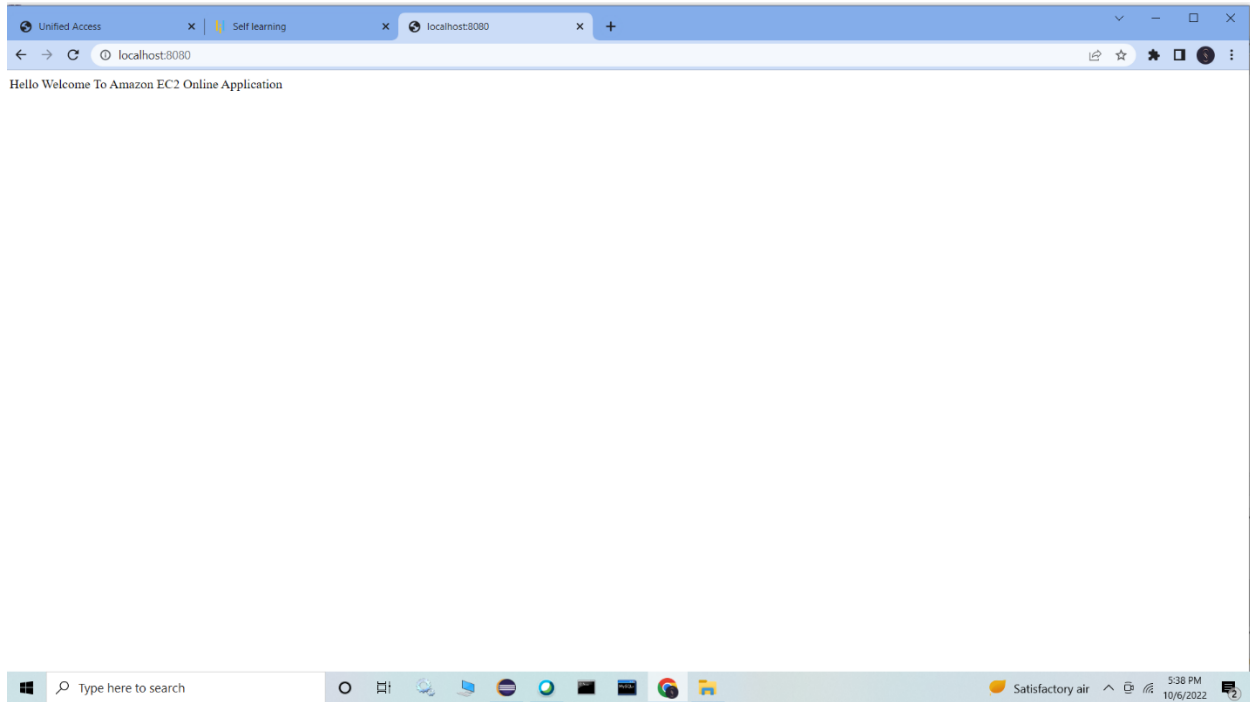 Unified Access
Self learning
localhost:8080
localhost:8080
Hello Welcome To Amazon EC2 Online Application
Type here to search
Satisfactory air
5:38 PM
10/6/2022
2